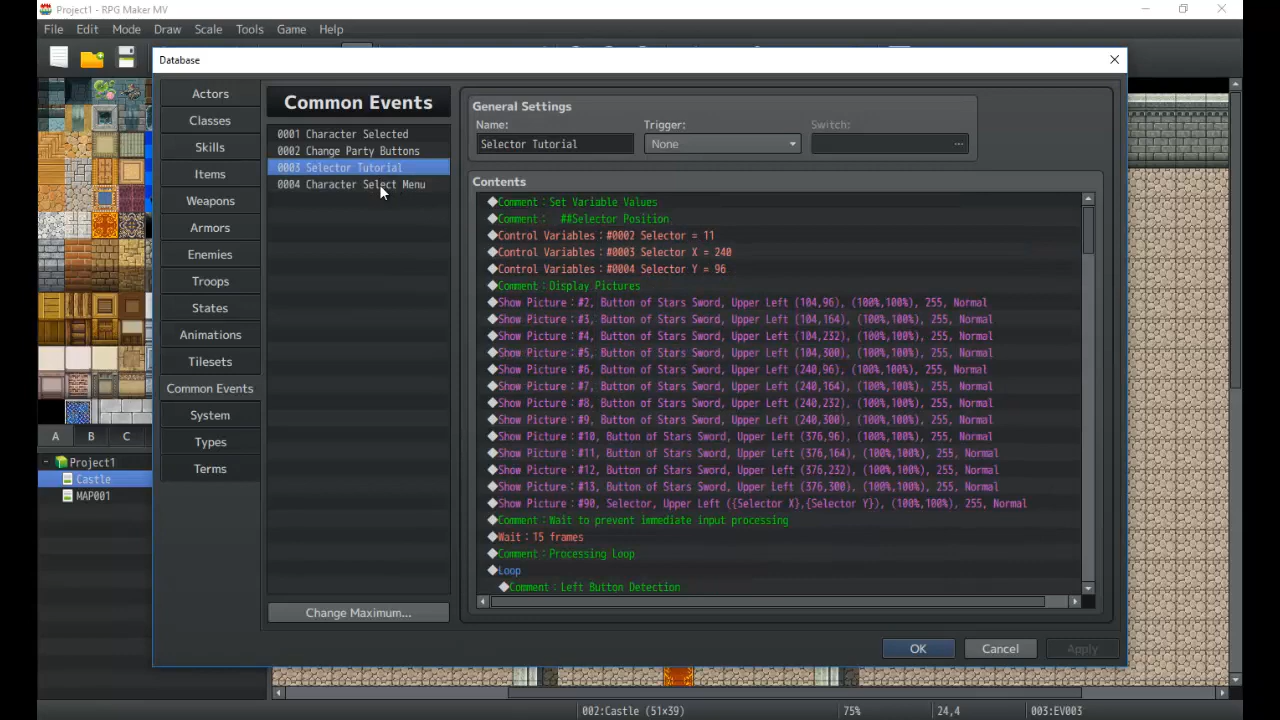 Project1 - RPG Maker MV
File Edit Mode Draw Scale Tools Game Help
Database
Actors
Classes
Skills
Items
Weapons
Armors
Enemies
Troops
States
Animations
Tilesets
Common Events
System
Types
Terms
Common Events
0001 Character Selected
0002 Change Party Buttons
0003 Selector Tutorial
0004 Character Select Menu
Change Maximum...
General Settings
Name: Trigger: Switch:
Selector Tutorial None ...
Contents
◆Comment：Set Variable Values
◆Comment：  ##Selector Position
◆Control Variables：#0002 Selector = 11
◆Control Variables：#0003 Selector X = 240
◆Control Variables：#0004 Selector Y = 96
◆Comment：Display Pictures
◆Show Picture：#2, Button of Stars Sword, Upper Left (104,96), (100%,100%), 255, Normal
◆Show Picture：#3, Button of Stars Sword, Upper Left (104,164), (100%,100%), 255, Normal
◆Show Picture：#4, Button of Stars Sword, Upper Left (104,232), (100%,100%), 255, Normal
◆Show Picture：#5, Button of Stars Sword, Upper Left (104,300), (100%,100%), 255, Normal
◆Show Picture：#6, Button of Stars Sword, Upper Left (240,96), (100%,100%), 255, Normal
◆Show Picture：#7, Button of Stars Sword, Upper Left (240,164), (100%,100%), 255, Normal
◆Show Picture：#8, Button of Stars Sword, Upper Left (240,232), (100%,100%), 255, Normal
◆Show Picture：#9, Button of Stars Sword, Upper Left (240,300), (100%,100%), 255, Normal
◆Show Picture：#10, Button of Stars Sword, Upper Left (376,96), (100%,100%), 255, Normal
◆Show Picture：#11, Button of Stars Sword, Upper Left (376,164), (100%,100%), 255, Normal
◆Show Picture：#12, Button of Stars Sword, Upper Left (376,232), (100%,100%), 255, Normal
◆Show Picture：#13, Button of Stars Sword, Upper Left (376,300), (100%,100%), 255, Normal
◆Show Picture：#90, Selector, Upper Left ({Selector X},{Selector Y}), (100%,100%), 255, Normal
◆Comment：Wait to prevent immediate input processing
◆Wait：15 frames
◆Comment：Processing Loop
◆Loop
◆Comment：Left Button Detection
OK Cancel Apply
A B C
Project1
Castle
MAP001
002:Castle (51x39) 75% 24,4 003:EV003